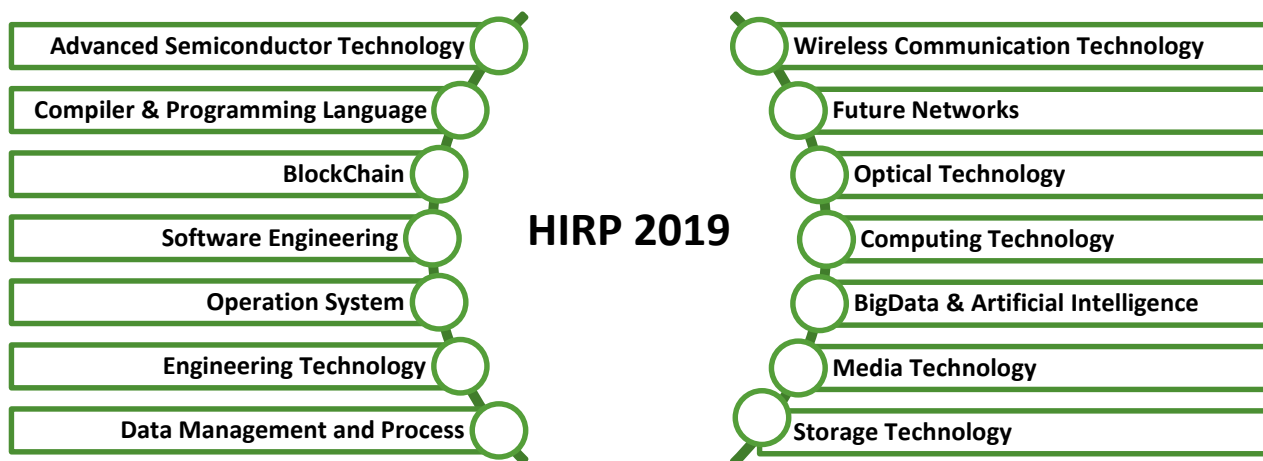 Advanced Semiconductor Technology
Compiler & Programming Language
BlockChain
Software Engineering
Operation System
Engineering Technology
Data Management and Process
HIRP 2019
Wireless Communication Technology
Future Networks
Optical Technology
Computing Technology
BigData & Artificial Intelligence
Media Technology
Storage Technology